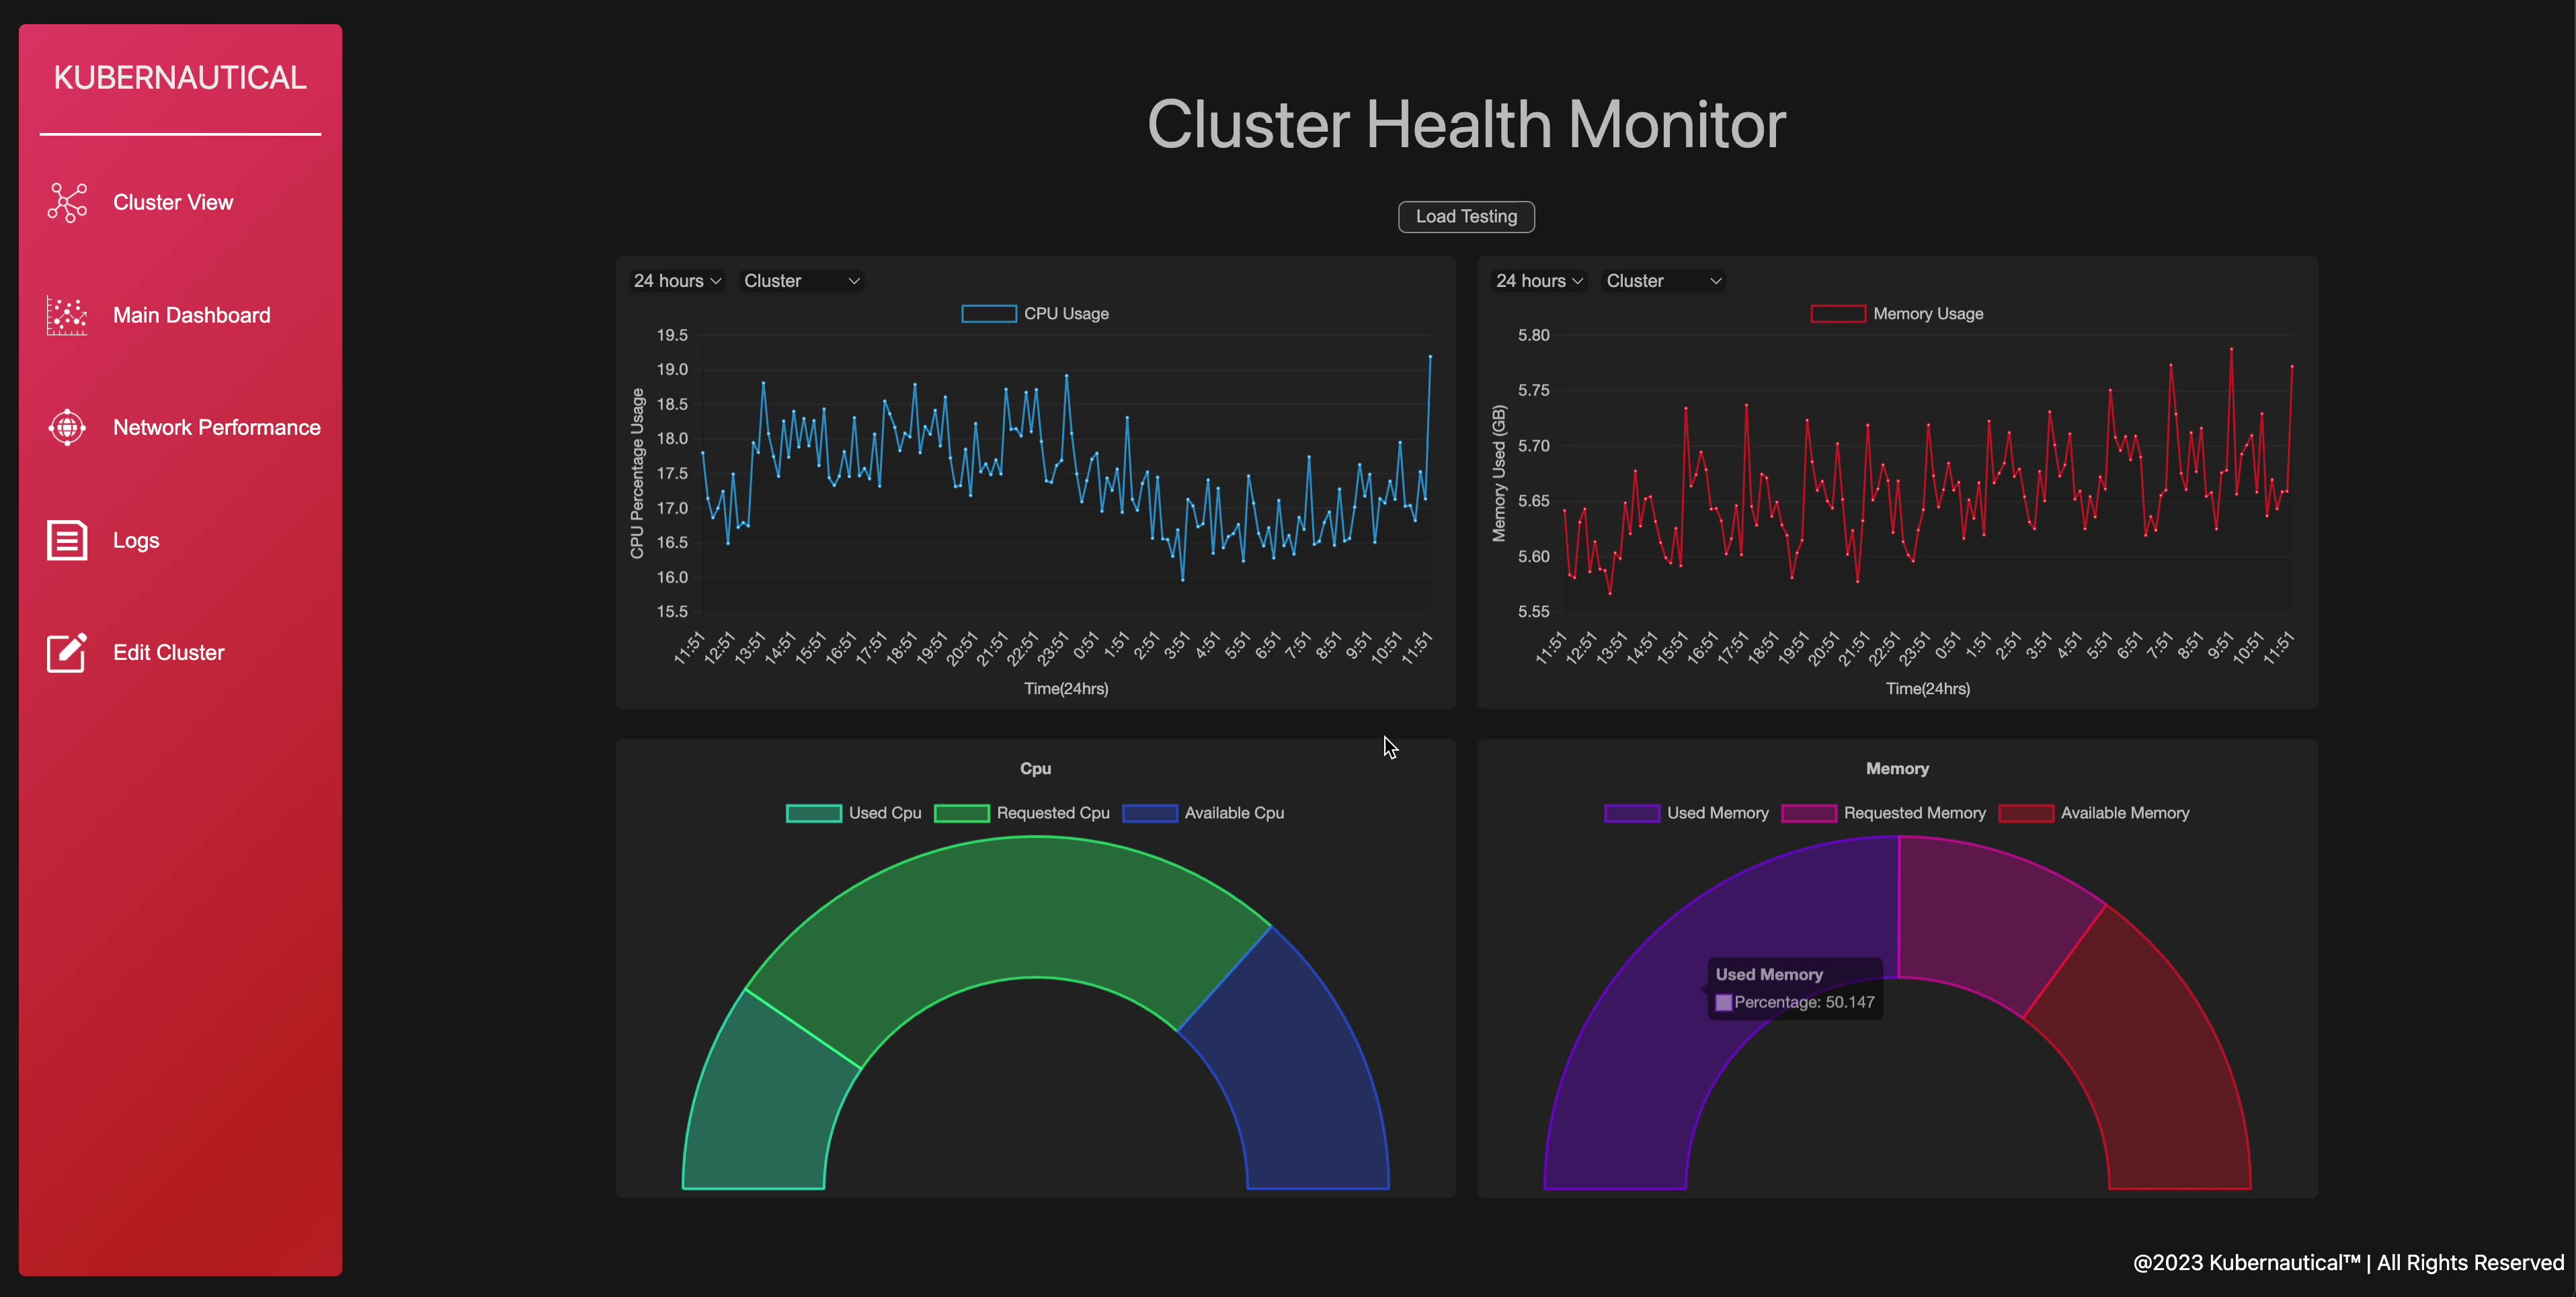 KUBERNAUTICAL
Cluster View
Main Dashboard
Network Performance
Logs
Edit Cluster
Cluster Health Monitor
Load Testing
24 hours Cluster
CPU Usage
CPU Percentage Usage
19.5
19.0
18.5
18.0
17.5
17.0
16.5
16.0
15.5
11:51 12:51 13:51 14:51 15:51 16:51 17:51 18:51 19:51 20:51 21:51 22:51 23:51 0:51 1:51 2:51 3:51 4:51 5:51 6:51 7:51 8:51 9:51 10:51 11:51
Time(24hrs)
24 hours Cluster
Memory Usage
Memory Used (GB)
5.80
5.75
5.70
5.65
5.60
5.55
11:51 12:51 13:51 14:51 15:51 16:51 17:51 18:51 19:51 20:51 21:51 22:51 23:51 0:51 1:51 2:51 3:51 4:51 5:51 6:51 7:51 8:51 9:51 10:51 11:51
Time(24hrs)
Cpu
Used Cpu Requested Cpu Available Cpu
Memory
Used Memory Requested Memory Available Memory
Used Memory
Percentage: 50.147
@2023 Kubernautical™ | All Rights Reserved